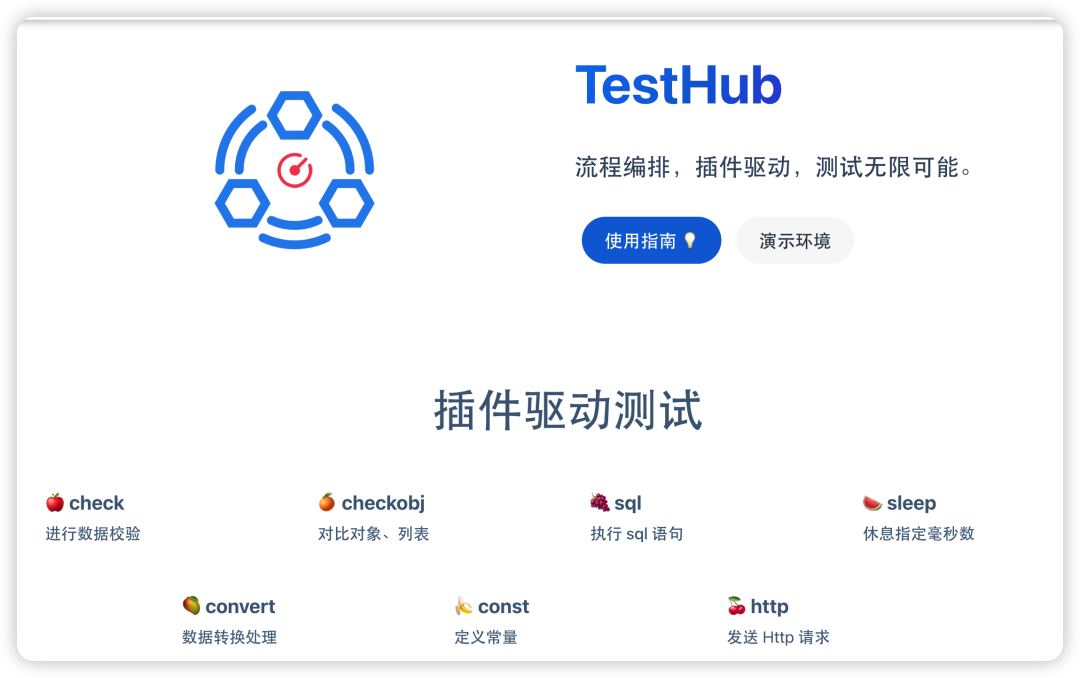 TestHub
流程编排，插件驱动，测试无限可能。
使用指南💡 演示环境
插件驱动测试
🍎 check
进行数据校验
🍊 checkobj
对比对象、列表
🍇 sql
执行 sql 语句
🍉 sleep
休息指定毫秒数
🥭 convert
数据转换处理
🍌 const
定义常量
🍒 http
发送 Http 请求